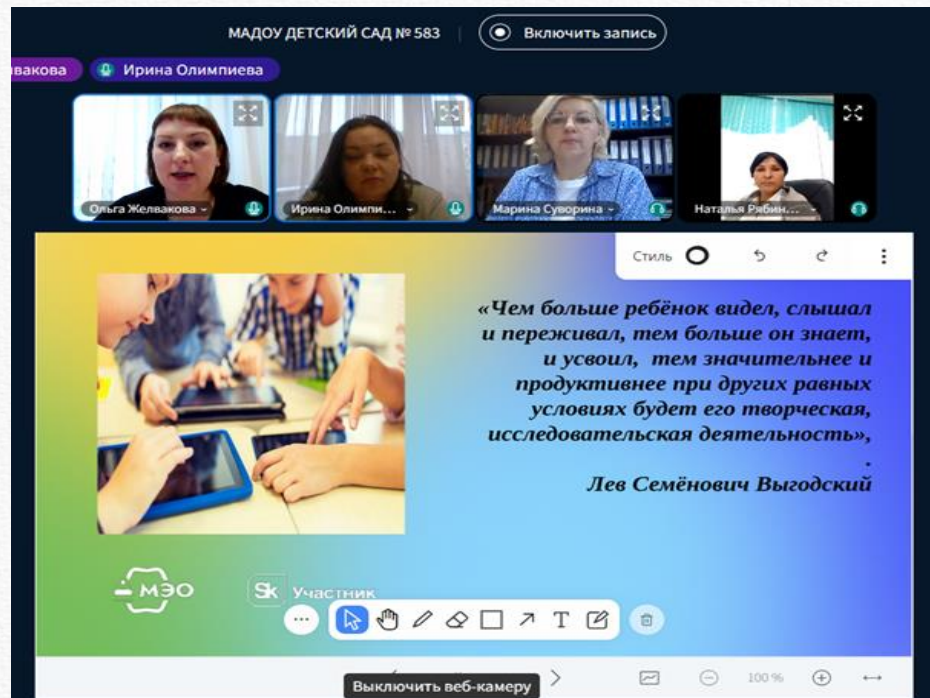 МАДОУ ДЕТСКИЙ САД № 583
Включить запись
вакова
Ирина Олимпиева
Ольга Желвакова
Ирина Олимпи...
Марина Суворина
Наталья Рябин...
Стиль
«Чем больше ребёнок видел, слышал
и переживал, тем больше он знает,
и усвоил, тем значительнее и
продуктивнее при других равных
условиях будет его творческая,
исследовательская деятельность»,
.
Лев Семёнович Выгодский
МЭО
Sk Участник
T
Выключить веб-камеру
100 %